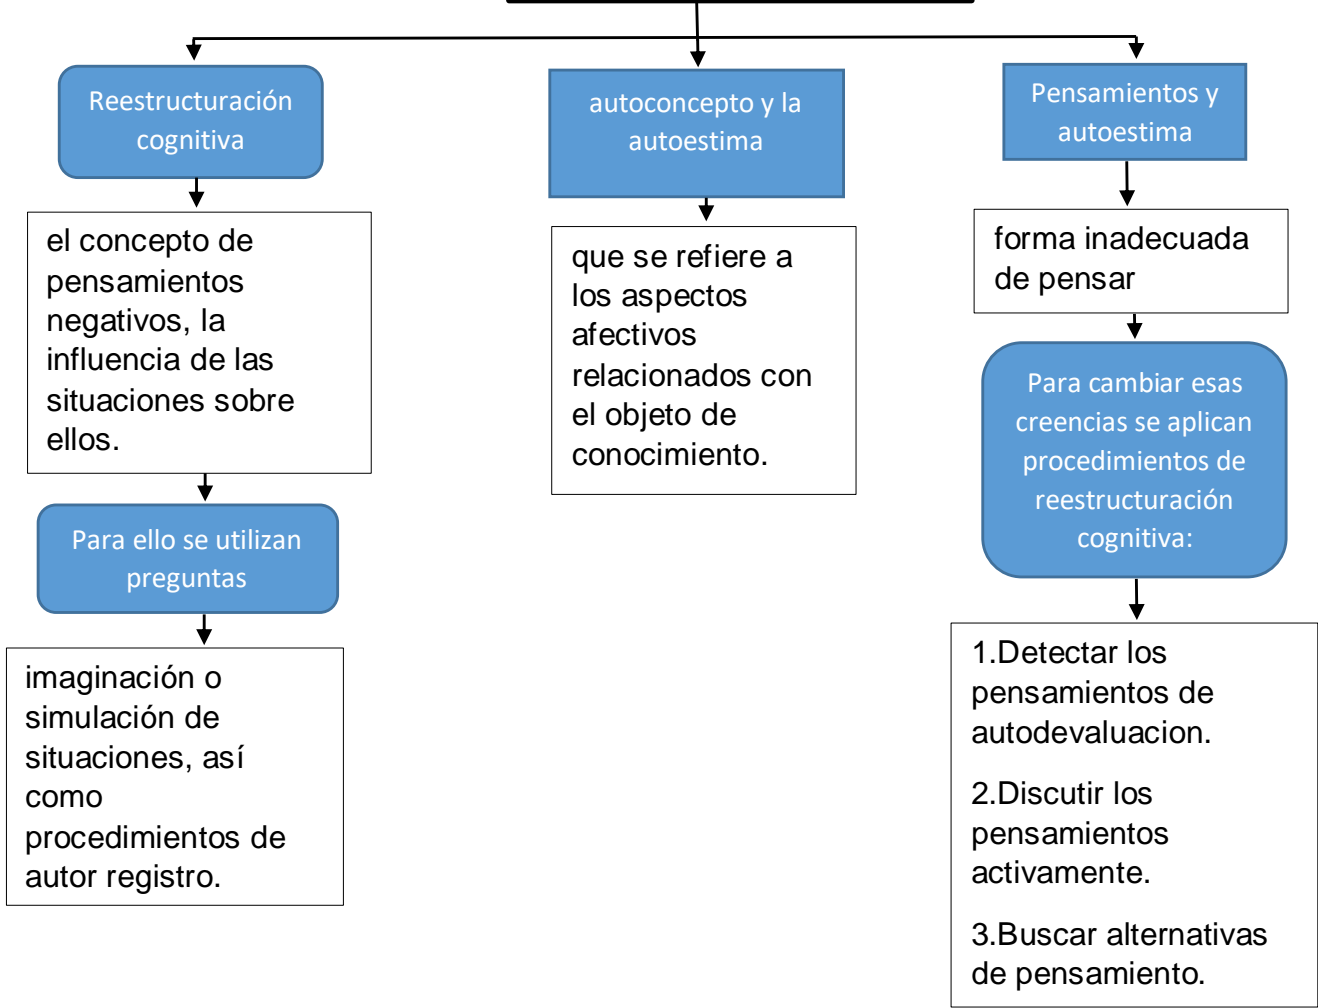 Reestructuración
cognitiva
el concepto de
pensamientos
negativos, la
influencia de las
situaciones sobre
ellos.
Para ello se utilizan
preguntas
imaginación o
simulación de
situaciones, así
como
procedimientos de
autor registro.
autoconcepto y la
autoestima
que se refiere a
los aspectos
afectivos
relacionados con
el objeto de
conocimiento.
Pensamientos y
autoestima
forma inadecuada
de pensar
Para cambiar esas
creencias se aplican
procedimientos de
reestructuración
cognitiva:
1.Detectar los
pensamientos de
autodevaluacion.
2.Discutir los
pensamientos
activamente.
3.Buscar alternativas
de pensamiento.